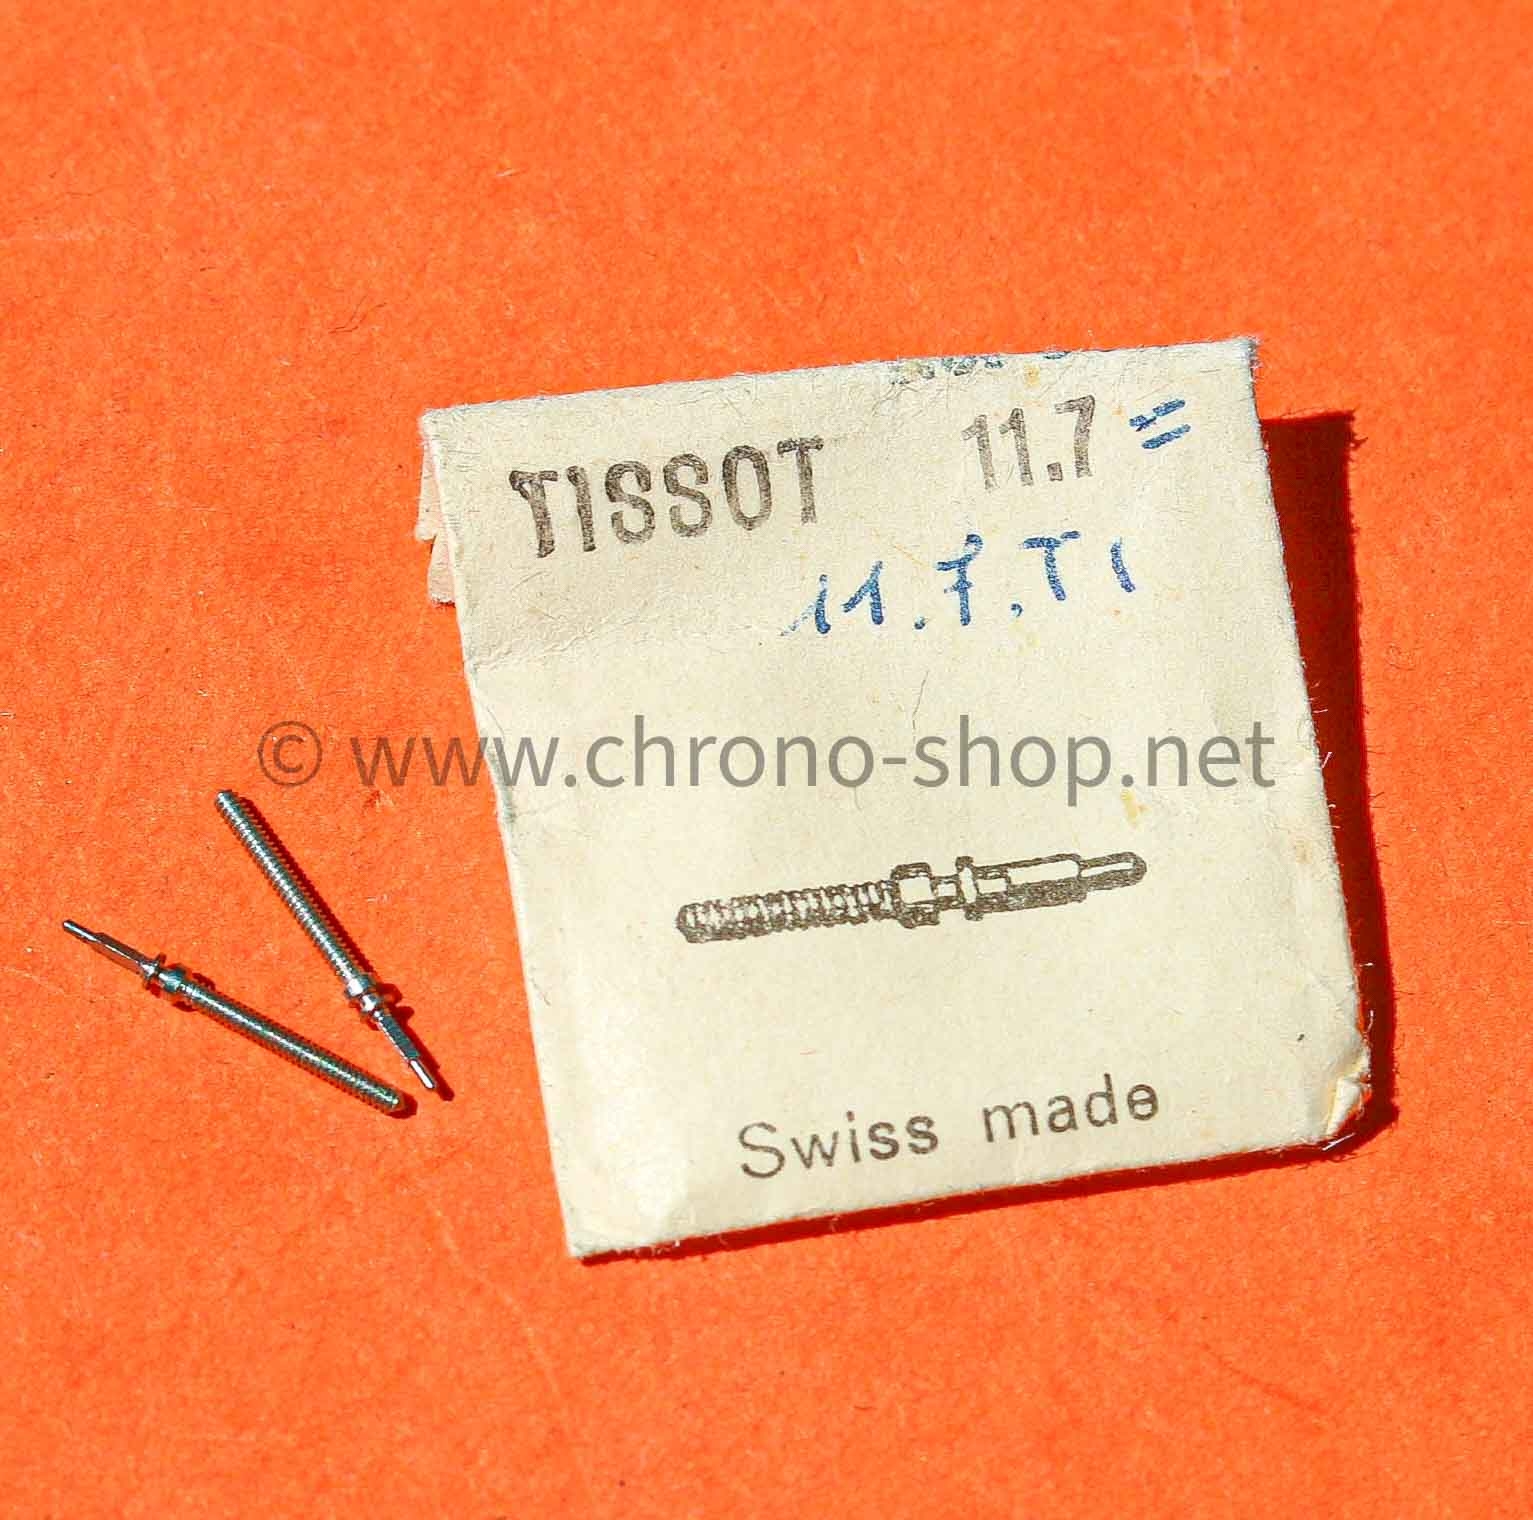 TISSOT 11.7 =
11.7.T1
© www.chrono-shop.net
Swiss made